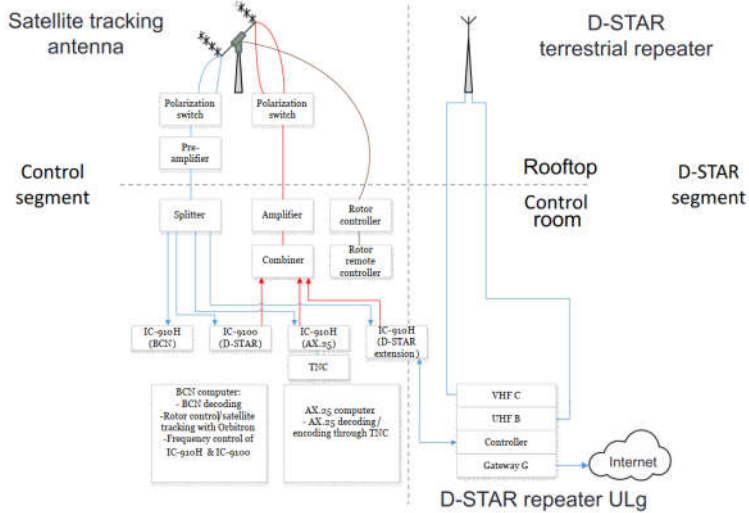 Satellite tracking
antenna
D-STAR
terrestrial repeater
Polarization
switch
Polarization
switch
Pre-
amplifier
Control
segment
Rooftop
Control
room
D-STAR
segment
Splitter
Amplifier
Rotor
controller
Combiner
Rotor
remote
controller
IC-910H
(BCN)
IC-9100
(D-STAR)
IC-910H
(AX.25)
IC-910H
(D-STAR
extension)
TNC
BCN computer:
- BCN decoding
-Rotor control/satellite
tracking with Orbitron
-Frequency control of
IC-910H & IC-9100
AX.25 computer
- AX.25 decoding/
encoding through TNC
VHF C
UHF B
Controller
Gateway G
Internet
D-STAR repeater ULg